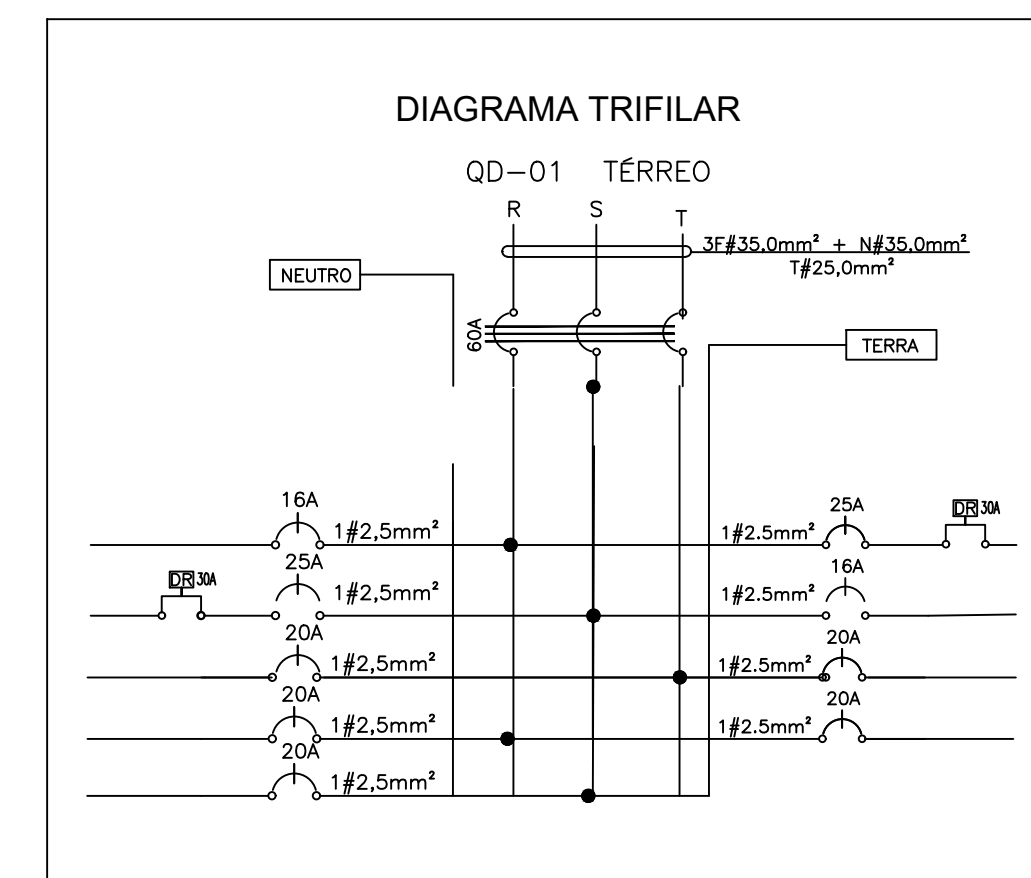 DIAGRAMA TRIFILAR
QD-01 TÉRREO
R S T
3F#35,0mm² + N#35,0mm²
T#25,0mm²
NEUTRO
60A
TERRA
16A
1#2,5mm²
1#2.5mm²
25A
DR 30A
DR 30A
25A
1#2,5mm²
1#2.5mm²
16A
20A
1#2,5mm²
1#2.5mm²
20A
20A
1#2,5mm²
1#2.5mm²
20A
20A
1#2,5mm²